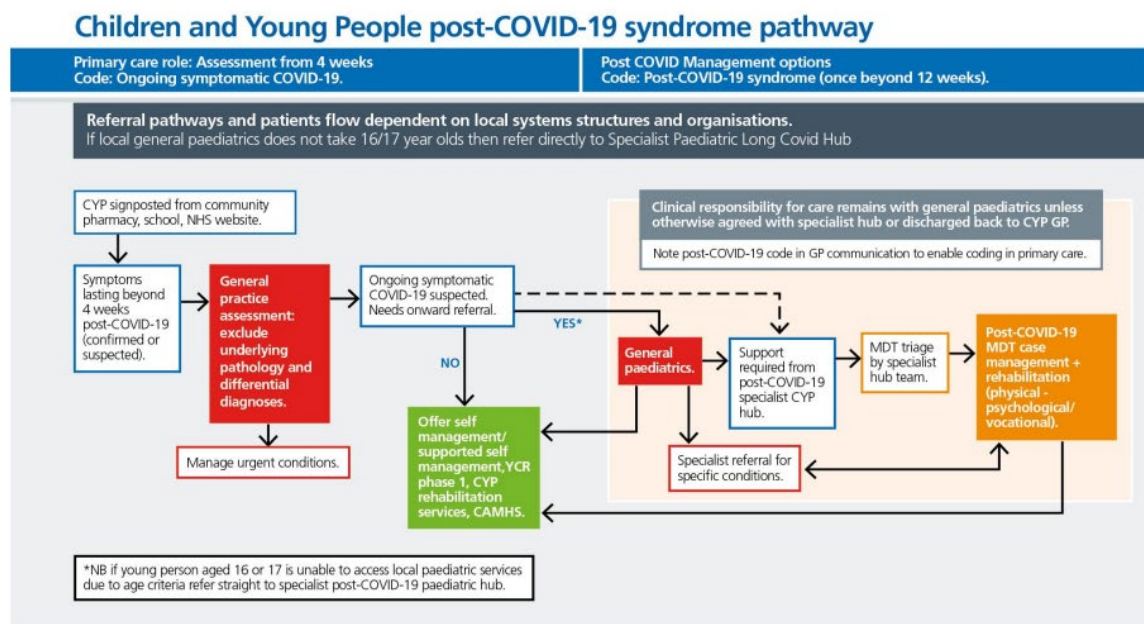 Children and Young People post-COVID-19 syndrome pathway
Primary care role: Assessment from 4 weeks
Code: Ongoing symptomatic COVID-19.
Post COVID Management options
Code: Post-COVID-19 syndrome (once beyond 12 weeks).
Referral pathways and patients flow dependent on local systems structures and organisations.
If local general paediatrics does not take 16/17 year olds then refer directly to Specialist Paediatric Long Covid Hub
CYP signposted from community
pharmacy, school, NHS website.
Clinical responsibility for care remains with general paediatrics unless
otherwise agreed with specialist hub or discharged back to CYP GP.
Note post-COVID-19 code in GP communication to enable coding in primary care.
Symptoms
lasting beyond
4 weeks
post-COVID-19
(confirmed or
suspected).
General
practice
assessment:
exclude
underlying
pathology and
differential
diagnoses.
Ongoing symptomatic
COVID-19 suspected.
Needs onward referral.
YES*
NO
General
paediatrics.
Support
required from
post-COVID-19
specialist CYP
hub.
MDT triage
by specialist
hub team.
Post-COVID-19
MDT case
management +
rehabilitation
(physical -
psychological/
vocational).
Manage urgent conditions.
Offer self
management/
supported self
management,YCR
phase 1, CYP
rehabilitation
services, CAMHS.
Specialist referral for
specific conditions.
*NB if young person aged 16 or 17 is unable to access local paediatric services
due to age criteria refer straight to specialist post-COVID-19 paediatric hub.